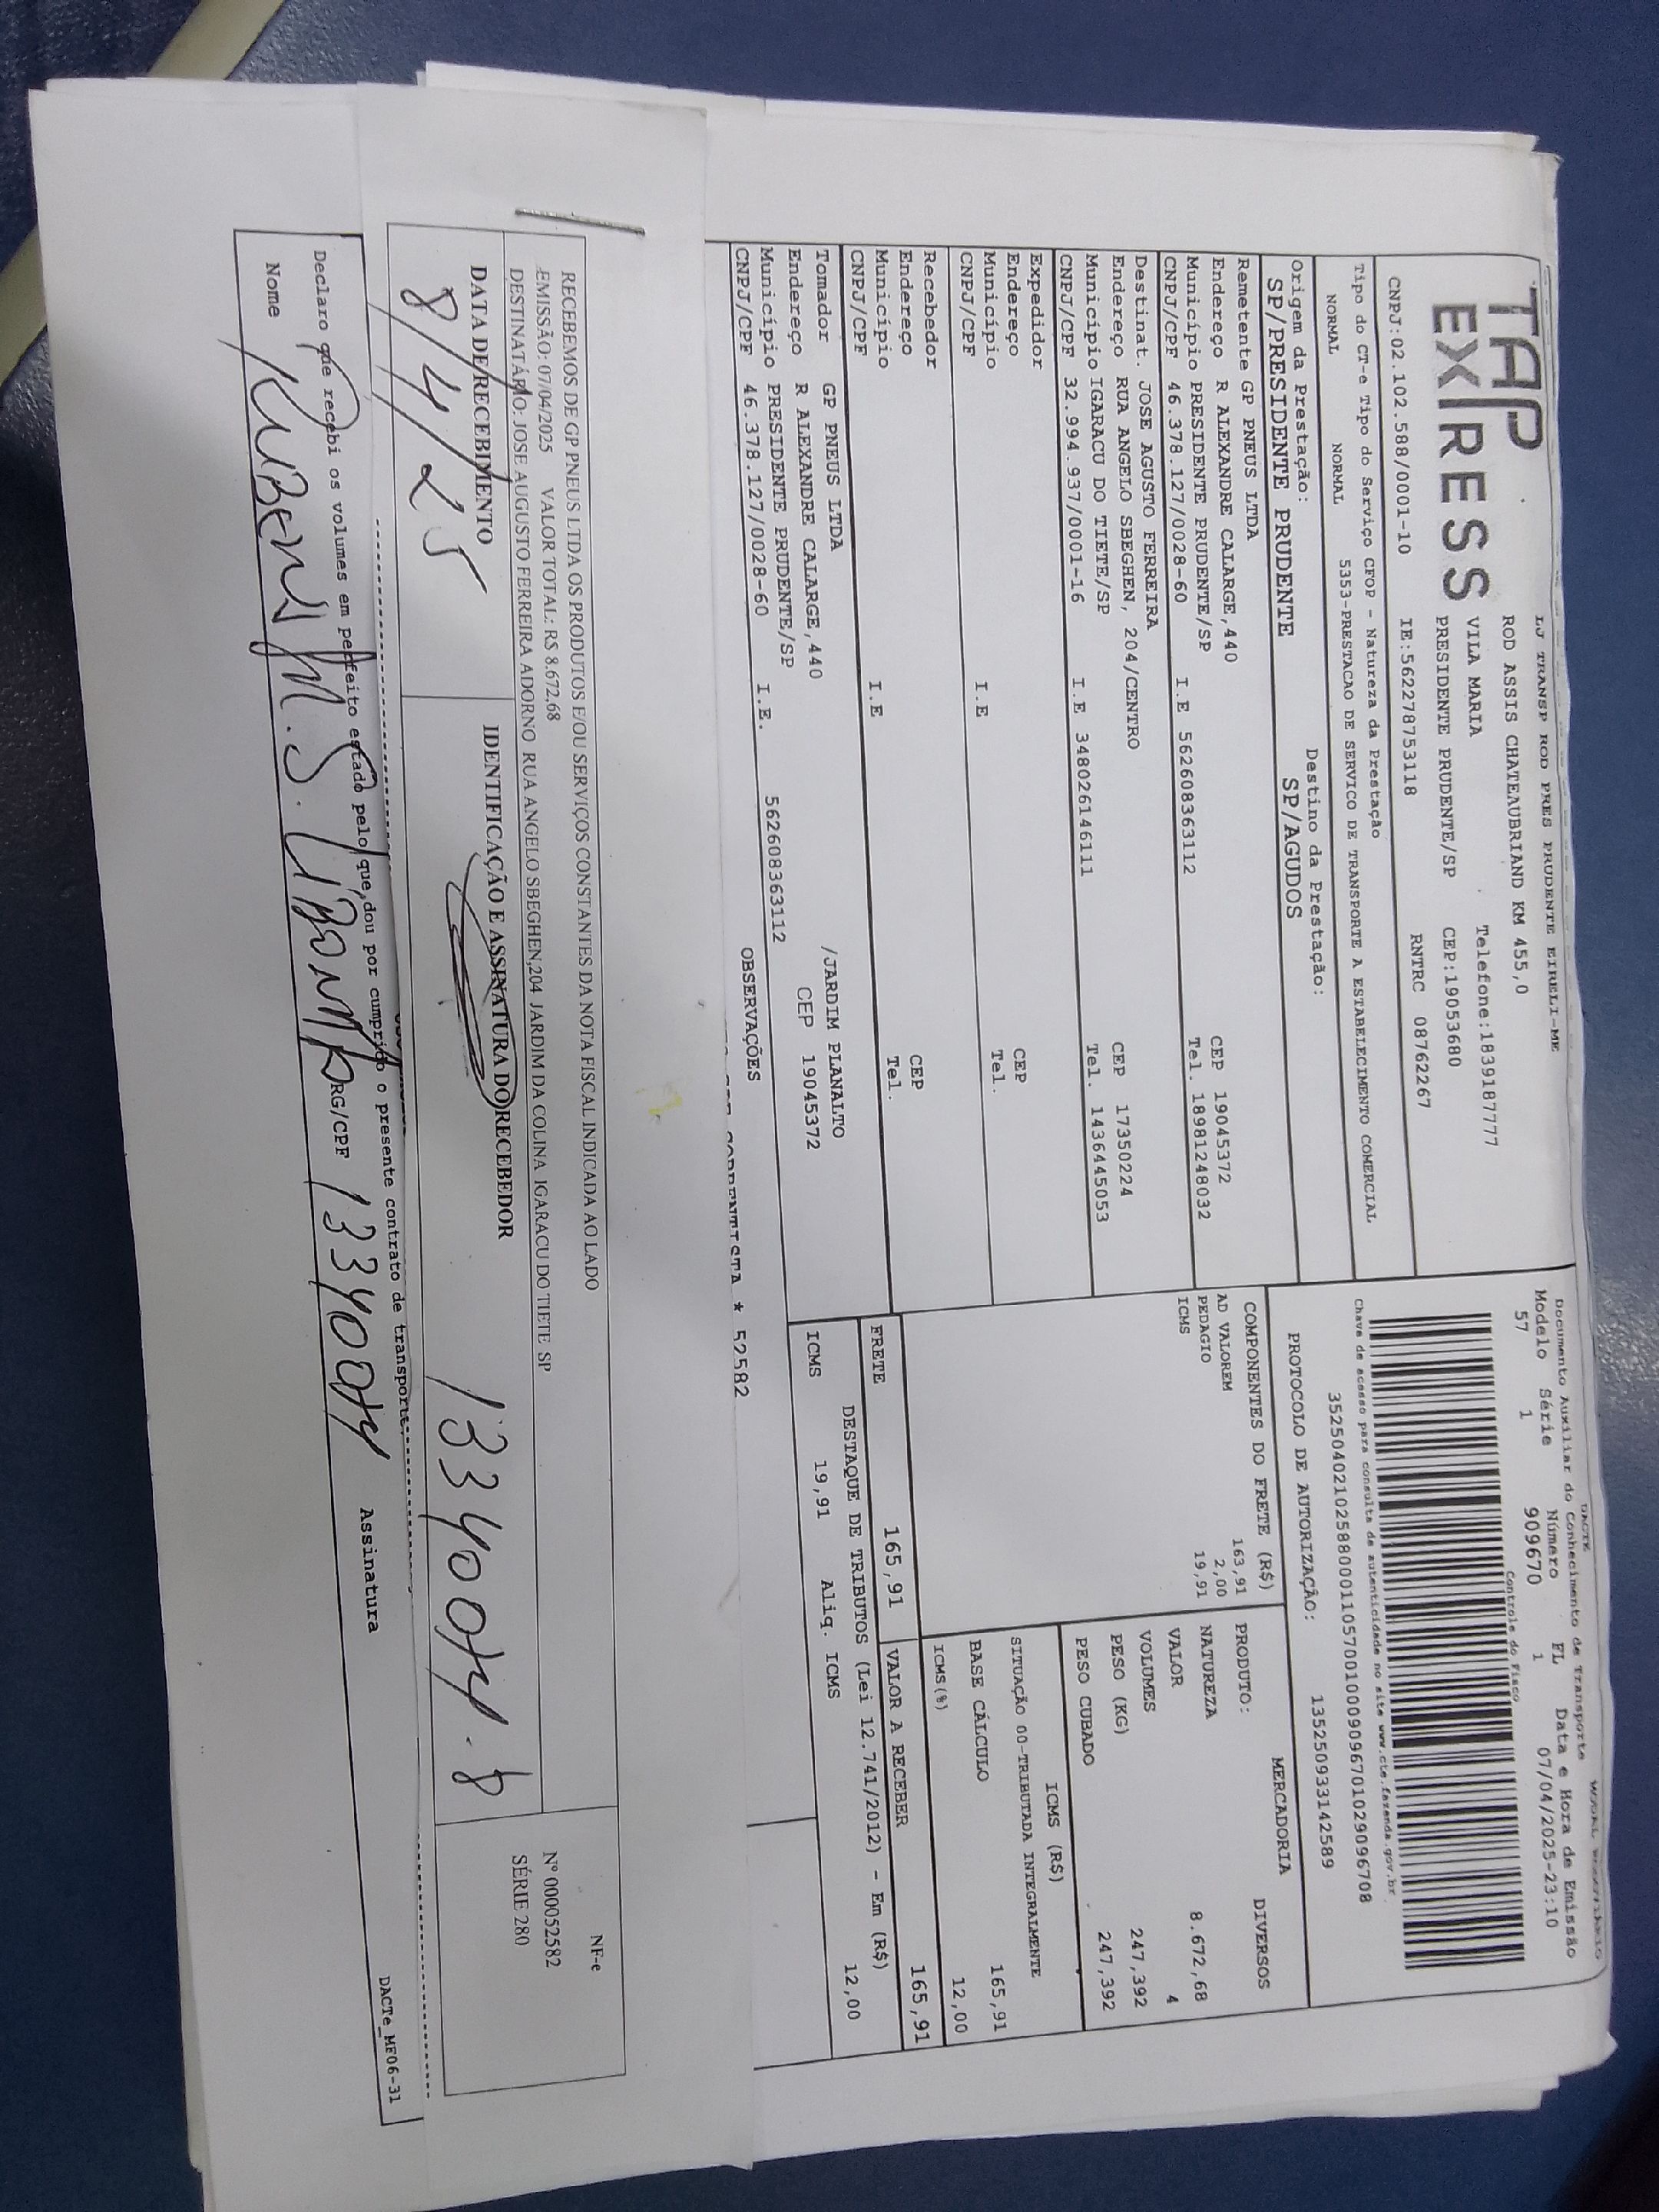 TAP
EXPRESS
LJ TRANSP ROD PRES PRUDENTE EIRELI-ME
ROD ASSIS CHATEAUBRIAND KM 455,0
VILA MARIA Telefone:1839187777
PRESIDENTE PRUDENTE/SP CEP:19053680
CNPJ:02.102.588/0001-10 IE:562278753118 RNTRC 08762267
Tipo do CT-e Tipo do Serviço CFOP - Natureza da Prestação
NORMAL NORMAL 5353-PRESTACAO DE SERVICO DE TRANSPORTE A ESTABELECIMENTO COMERCIAL
Origem da Prestação: Destino da Prestação:
SP/PRESIDENTE PRUDENTE SP/AGUDOS
Remetente GP PNEUS LTDA
Endereço R ALEXANDRE CALARGE,440 CEP 19045372
Município PRESIDENTE PRUDENTE/SP Tel. 18981248032
CNPJ/CPF 46.378.127/0028-60 I.E 562608363112
Destinat. JOSE AGUSTO FERREIRA
Endereço RUA ANGELO SBEGHEN, 204/CENTRO CEP 17350224
Município IGARACU DO TIETE/SP Tel. 1436445053
CNPJ/CPF 32.994.937/0001-16 I.E 348026146111
Expedidor
Endereço CEP
Município Tel.
CNPJ/CPF I.E
Recebedor
Endereço CEP
Município Tel.
CNPJ/CPF I.E
Tomador GP PNEUS LTDA
Endereço R ALEXANDRE CALARGE,440 /JARDIM PLANALTO
Município PRESIDENTE PRUDENTE/SP CEP 19045372
CNPJ/CPF 46.378.127/0028-60 I.E. 562608363112
OBSERVAÇÕES
* 52582
DACTE
Documento Auxiliar do Conhecimento de Transporte
Modelo Série Número FL Data e Hora de Emissão
57 1 909670 1 07/04/2025-23:10
Controle do Fisco
Chave de acesso para consulta de autenticidade no site www.cte.fazenda.gov.br
35250402102588000110570010009096701029096708
PROTOCOLO DE AUTORIZAÇÃO: 135250933142589
COMPONENTES DO FRETE (R$)
AD VALOREM 163,91
PEDAGIO 2,00
ICMS 19,91
MERCADORIA
PRODUTO: DIVERSOS
NATUREZA
VALOR 8.672,68
VOLUMES 4
PESO (KG) 247,392
PESO CUBADO 247,392
ICMS (R$)
SITUAÇÃO 00-TRIBUTADA INTEGRALMENTE
BASE CÁLCULO 165,91
ICMS(%) 12,00
FRETE 165,91 VALOR A RECEBER 165,91
DESTAQUE DE TRIBUTOS (Lei 12.741/2012) - Em (R$)
ICMS 19,91 Aliq. ICMS 12,00
RECEBEMOS DE GP PNEUS LTDA OS PRODUTOS E/OU SERVIÇOS CONSTANTES DA NOTA FISCAL INDICADA AO LADO
EMISSÃO: 07/04/2025 VALOR TOTAL: R$ 8.672,68
DESTINATÁRIO: JOSE AUGUSTO FERREIRA ADORNO RUA ANGELO SBEGHEN,204 JARDIM DA COLINA IGARACU DO TIETE SP
DATA DE RECEBIMENTO IDENTIFICAÇÃO E ASSINATURA DO RECEBEDOR
8/4/25
NF-e
Nº 000052582
SÉRIE 280
Declaro que recebi os volumes em perfeito estado pelo que dou por cumprido o presente contrato de transporte.
Nome RG/CPF Assinatura
DACTé_MF06-31